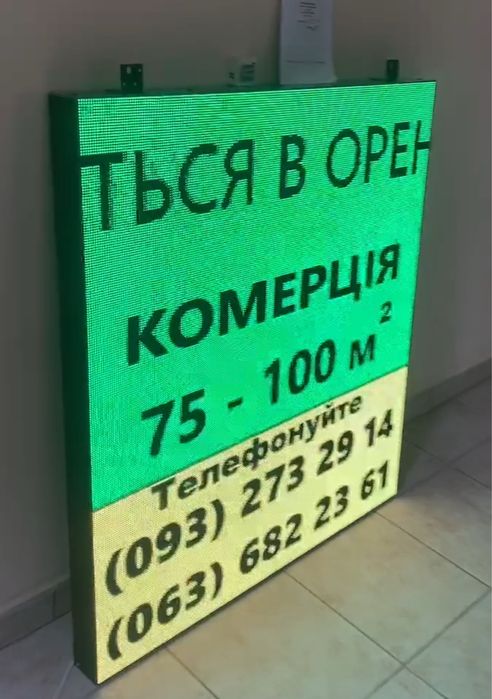 ТЬСЯ В ОРЕН
КОМЕРЦІЯ
75 - 100 м²
Телефонуйте
(093) 273 29 14
(063) 682 23 61